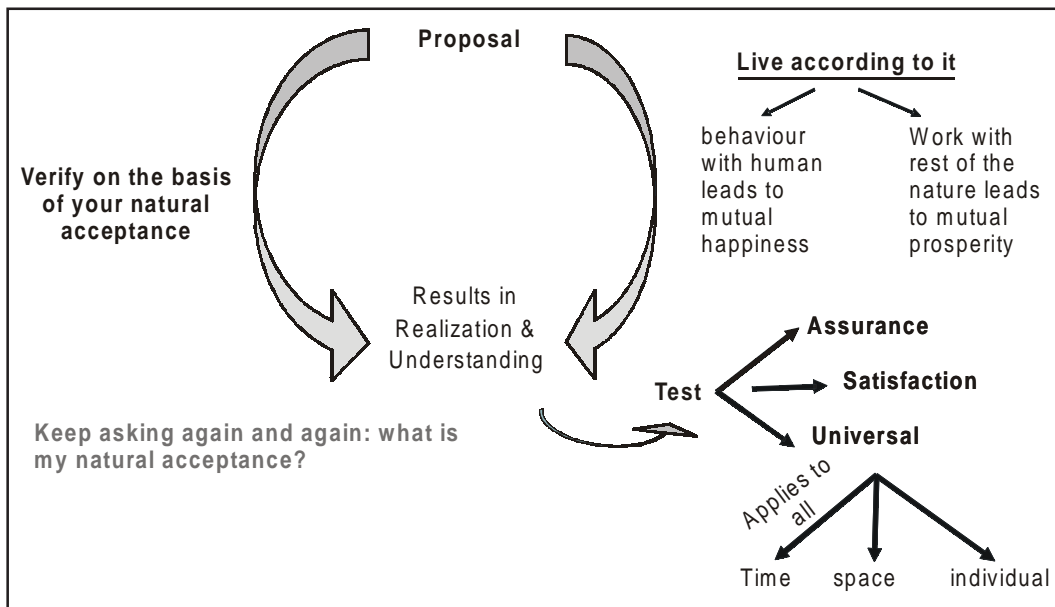 Proposal
Live according to it
behaviour
with human
leads to
mutual
happiness
Work with
rest of the
nature leads
to mutual
prosperity
Verify on the basis
of your natural
acceptance
Results in
Realization &
Understanding
Assurance
Test
Satisfaction
Universal
Keep asking again and again: what is
my natural acceptance?
Applies to
all
Time
space
individual